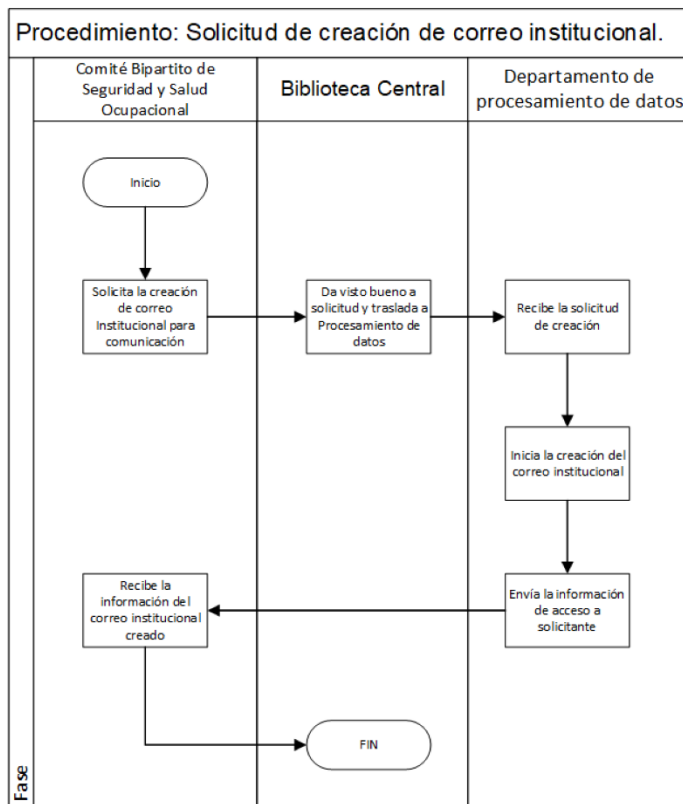 Procedimiento: Solicitud de creación de correo institucional.
Comité Bipartito de
Seguridad y Salud
Ocupacional
Biblioteca Central
Departamento de
procesamiento de datos
Inicio
Solicita la creación
de correo
Institucional para
comunicación
Da visto bueno a
solicitud y traslada a
Procesamiento de
datos
Recibe la solicitud
de creación
Inicia la creación del
correo institucional
Envía la información
de acceso a
solicitante
Recibe la
información del
correo institucional
creado
FIN
Fase